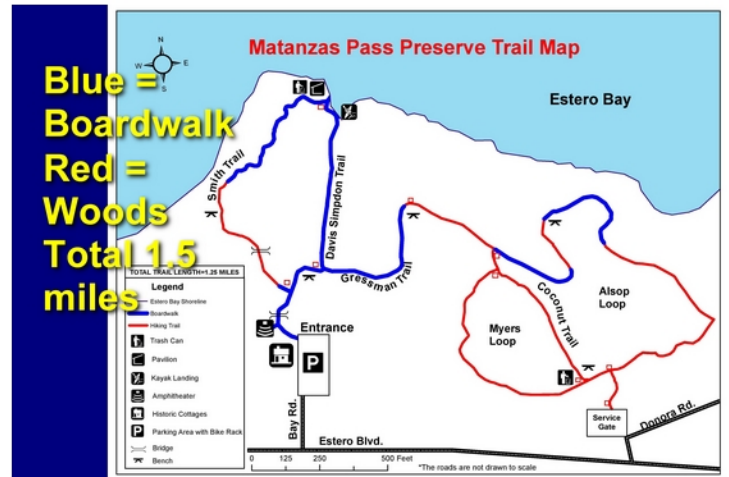 Matanzas Pass Preserve Trail Map
N
W
E
S
Blue =
Boardwalk
Red =
Woods
Total 1.5
miles
Estero Bay
Smith Trail
Davis Simpdon Trail
Gressman Trail
Coconut Trail
Alsop
Loop
Myers
Loop
Entrance
P
Bay Rd.
Estero Blvd.
Service
Gate
Donora Rd.
TOTAL TRAIL LENGTH=1.25 MILES
Legend
Estero Bay Shoreline
Boardwalk
Hiking Trail
Trash Can
Pavilion
Kayak Landing
Amphitheater
Historic Cottages
P
Parking Area with Bike Rack
Bridge
Bench
0 125 250 500 Feet
*The roads are not drawn to scale